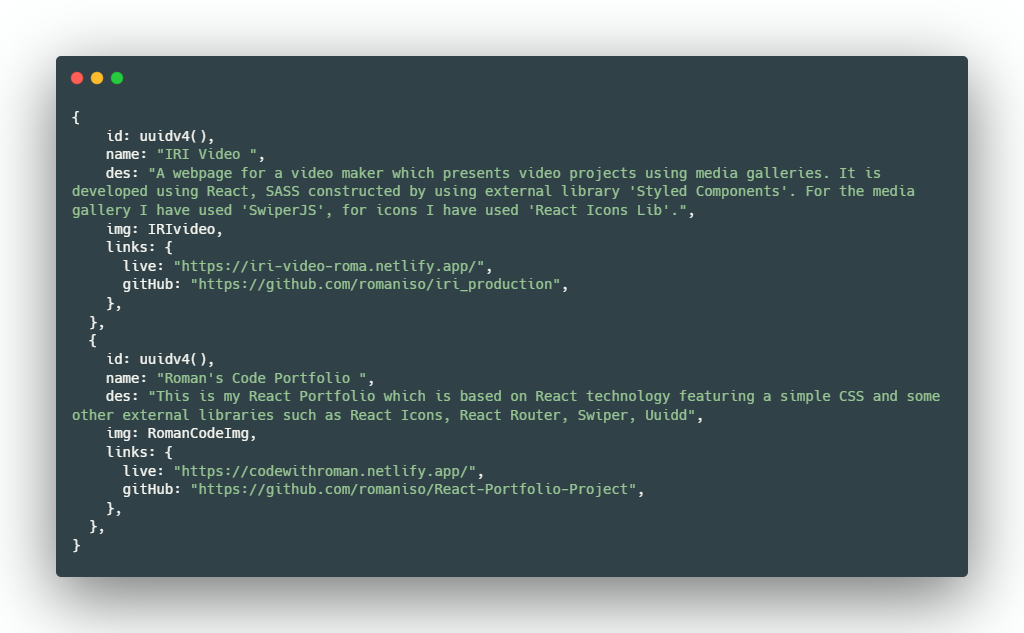 {
    id: uuidv4(),
    name: "IRI Video ",
    des: "A webpage for a video maker which presents video projects using media galleries. It is
developed using React, SASS constructed by using external library 'Styled Components'. For the media
gallery I have used 'SwiperJS', for icons I have used 'React Icons Lib'.",
    img: IRIvideo,
    links: {
      live: "https://iri-video-roma.netlify.app/",
      gitHub: "https://github.com/romaniso/iri_production",
    },
  },
  {
    id: uuidv4(),
    name: "Roman's Code Portfolio ",
    des: "This is my React Portfolio which is based on React technology featuring a simple CSS and some
other external libraries such as React Icons, React Router, Swiper, Uuidd",
    img: RomanCodeImg,
    links: {
      live: "https://codewithroman.netlify.app/",
      gitHub: "https://github.com/romaniso/React-Portfolio-Project",
    },
  },
}